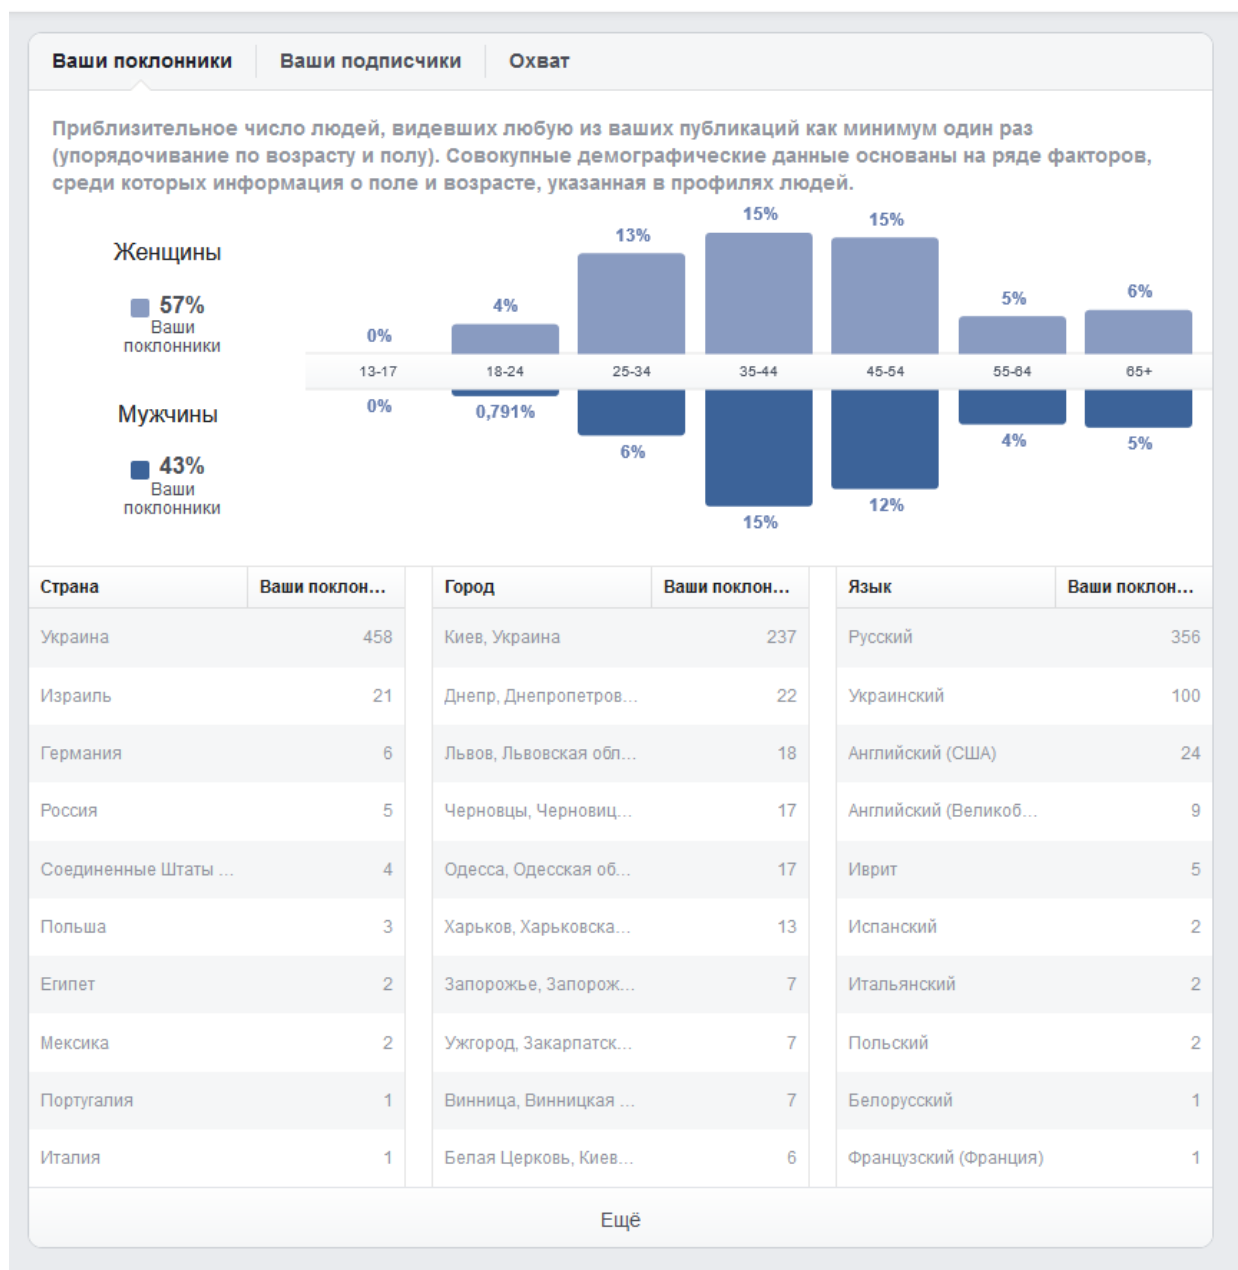 Ваши поклонники Ваши подписчики Охват
Приблизительное число людей, видевших любую из ваших публикаций как минимум один раз
(упорядочивание по возрасту и полу). Совокупные демографические данные основаны на ряде факторов,
среди которых информация о поле и возрасте, указанная в профилях людей.
Женщины
57%
Ваши
поклонники
0% 4% 13% 15% 15% 5% 6%
13-17 18-24 25-34 35-44 45-54 55-64 65+
0% 0,791% 6% 15% 12% 4% 5%
Мужчины
43%
Ваши
поклонники
Страна Ваши поклон... Город Ваши поклон... Язык Ваши поклон...
Украина 458 Киев, Украина 237 Русский 356
Израиль 21 Днепр, Днепропетров... 22 Украинский 100
Германия 6 Львов, Львовская обл... 18 Английский (США) 24
Россия 5 Черновцы, Черновиц... 17 Английский (Великоб... 9
Соединенные Штаты ... 4 Одесса, Одесская об... 17 Иврит 5
Польша 3 Харьков, Харьковска... 13 Испанский 2
Египет 2 Запорожье, Запорож... 7 Итальянский 2
Мексика 2 Ужгород, Закарпатск... 7 Польский 2
Португалия 1 Винница, Винницкая ... 7 Белорусский 1
Италия 1 Белая Церковь, Киев... 6 Французский (Франция) 1
Ещё